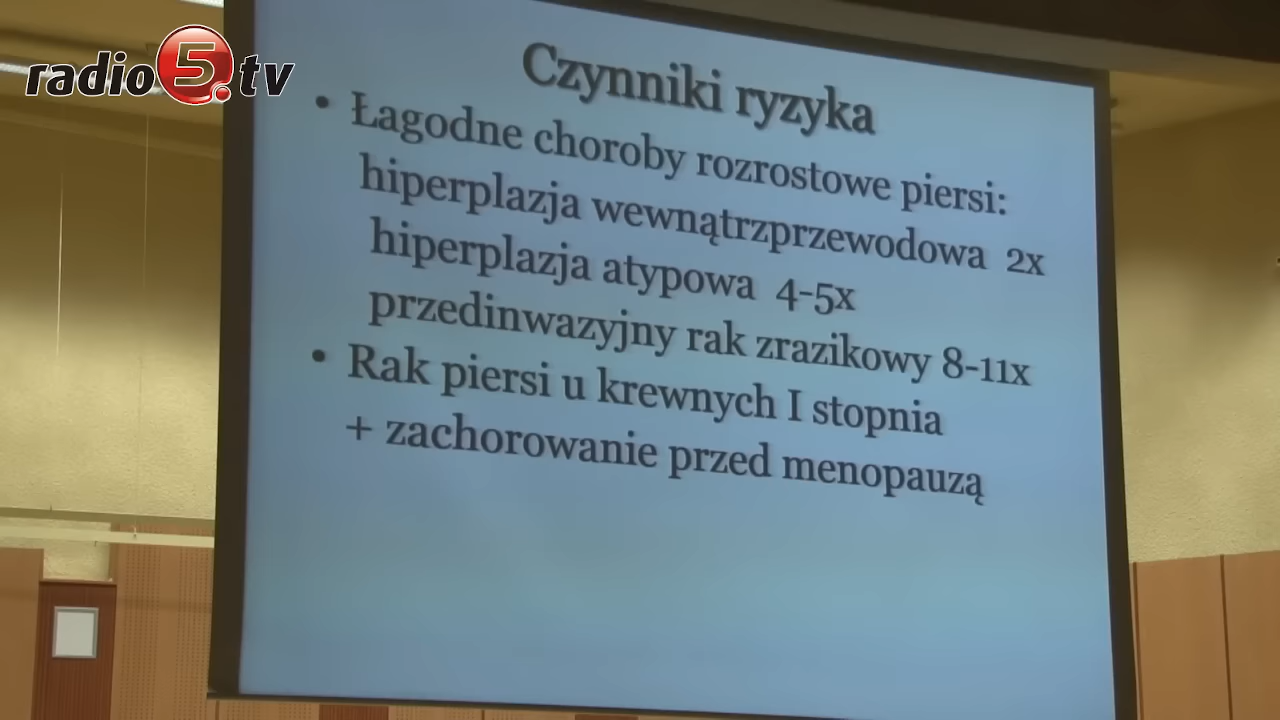 radio5.tv
Czynniki ryzyka
• Łagodne choroby rozrostowe piersi:
hiperplazja wewnątrzprzewodowa 2x
hiperplazja atypowa 4-5x
przedinwazyjny rak zrazikowy 8-11x
• Rak piersi u krewnych I stopnia
+ zachorowanie przed menopauzą